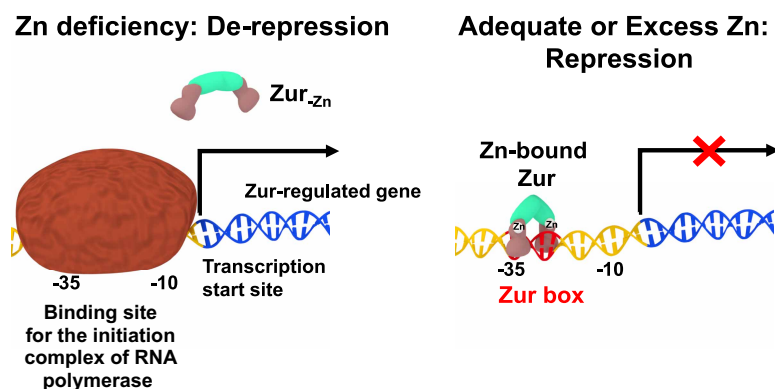 Zn deficiency: De-repression
Zur-Zn
Zur-regulated gene
-35
-10
Transcription
start site
Binding site
for the initiation
complex of RNA
polymerase
Adequate or Excess Zn:
Repression
Zn-bound
Zur
Zn
Zn
-35
-10
Zur box